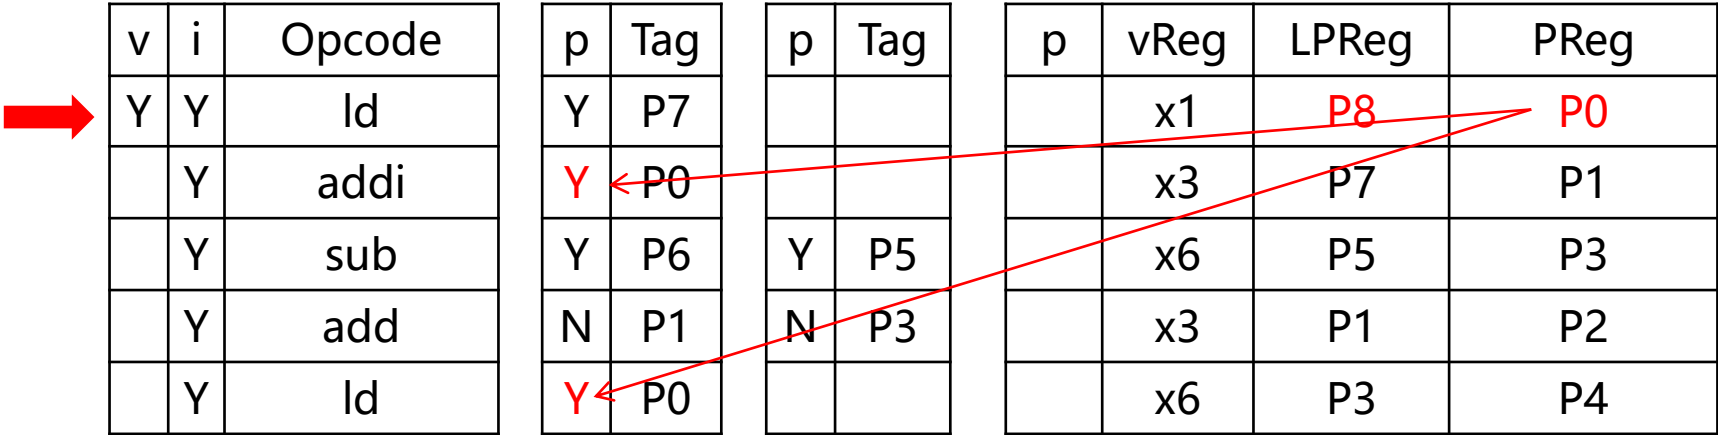 v i Opcode p Tag p Tag p vReg LPReg PReg
Y Y ld Y P7 x1 P8 P0
Y addi Y P0 x3 P7 P1
Y sub Y P6 Y P5 x6 P5 P3
Y add N P1 N P3 x3 P1 P2
Y ld Y P0 x6 P3 P4